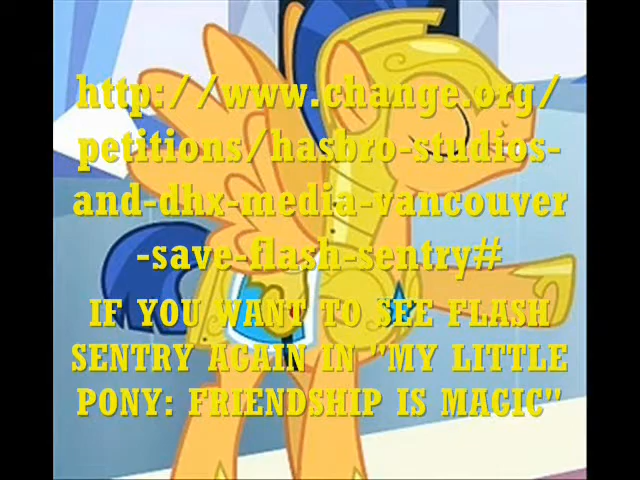 http://www.change.org/
petitions/hasbro-studios-
and-dhx-media-vancouver
-save-flash-sentry#
IF YOU WANT TO SEE FLASH
SENTRY AGAIN IN "MY LITTLE
PONY: FRIENDSHIP IS MAGIC"